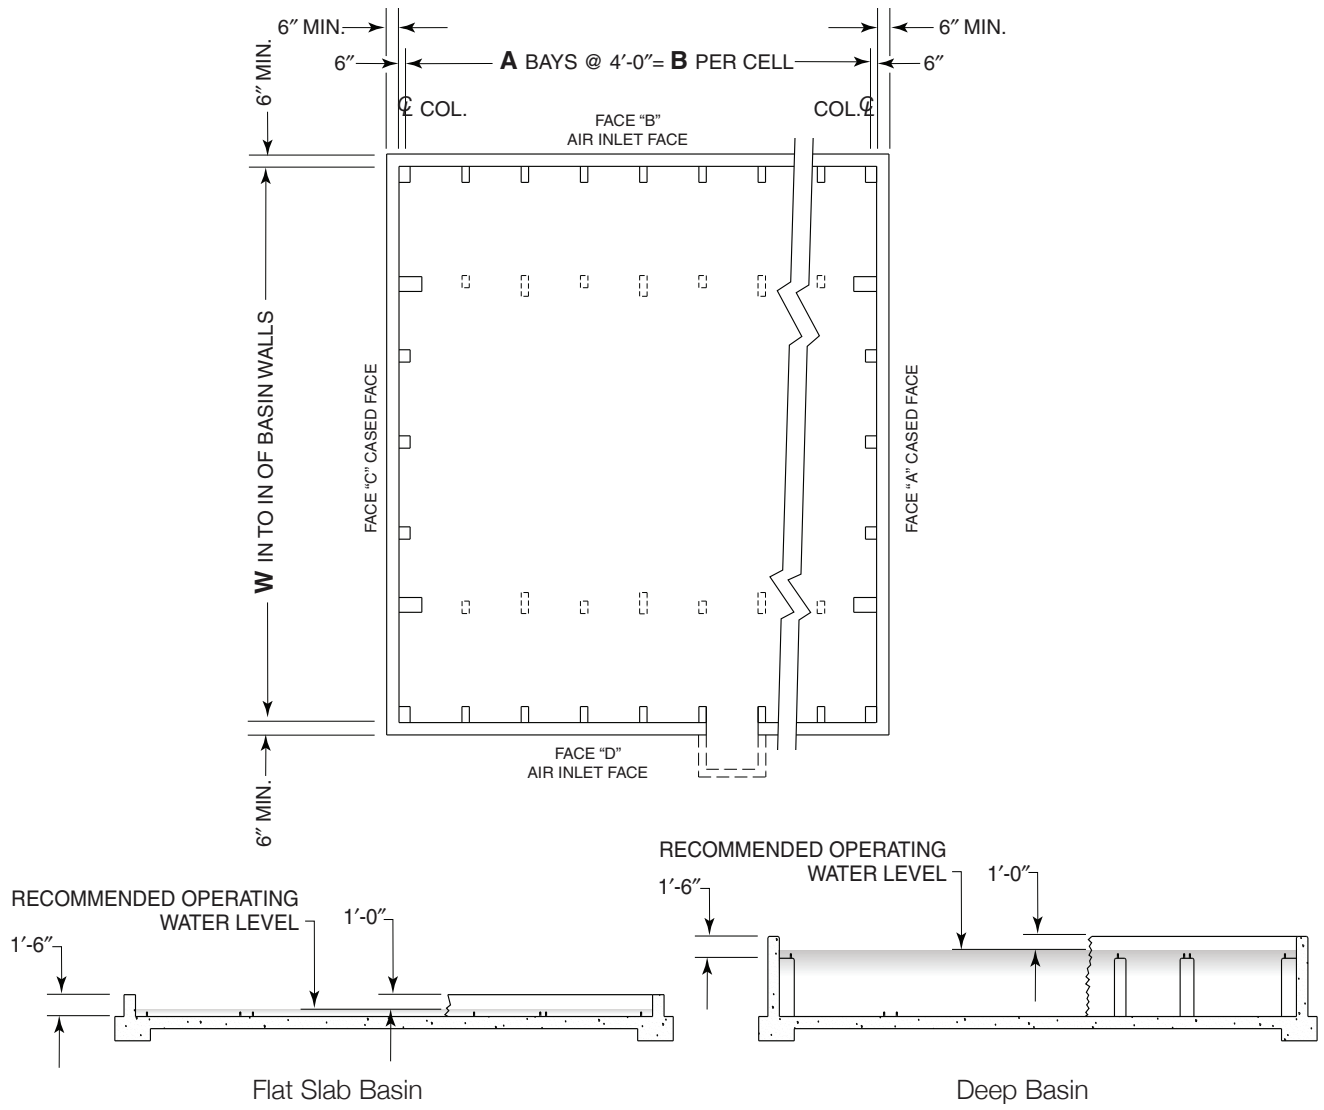 6″ MIN.
6″ MIN.
6″
A BAYS @ 4′-0″= B PER CELL
6″
6″ MIN.
℄ COL.
COL.℄
FACE “B”
AIR INLET FACE
W IN TO IN OF BASIN WALLS
FACE “C” CASED FACE
FACE “A” CASED FACE
FACE “D”
AIR INLET FACE
6″ MIN.
RECOMMENDED OPERATING
WATER LEVEL
1′-0″
1′-6″
RECOMMENDED OPERATING
WATER LEVEL
1′-0″
1′-6″
Flat Slab Basin
Deep Basin